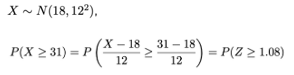 X ∼ N(18, 12²),
P(X ≥ 31) = P( (X − 18)/12 ≥ (31 − 18)/12 ) = P(Z ≥ 1.08)